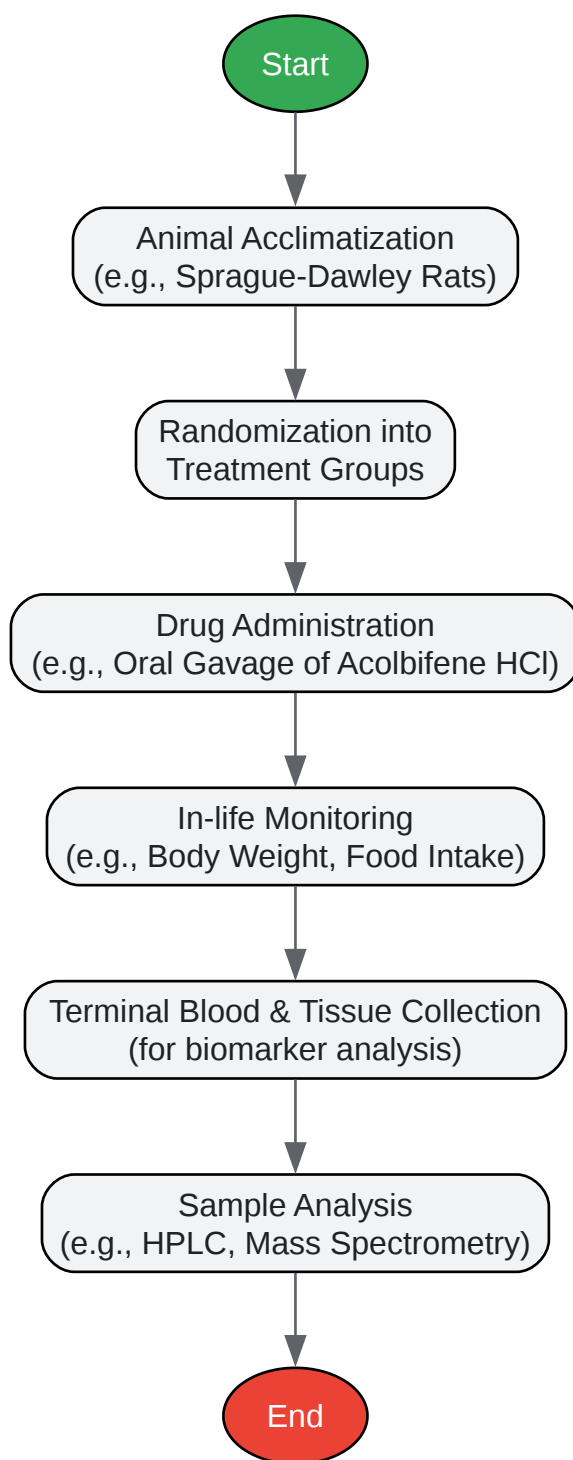 Start
Animal Acclimatization
(e.g., Sprague-Dawley Rats)
Randomization into
Treatment Groups
Drug Administration
(e.g., Oral Gavage of Acolbifene HCl)
In-life Monitoring
(e.g., Body Weight, Food Intake)
Terminal Blood & Tissue Collection
(for biomarker analysis)
Sample Analysis
(e.g., HPLC, Mass Spectrometry)
End